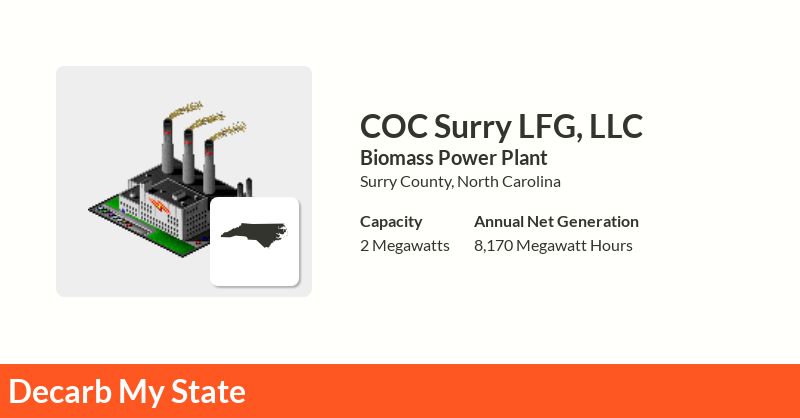 COC Surry LFG, LLC
Biomass Power Plant
Surry County, North Carolina
Capacity
Annual Net Generation
2 Megawatts
8,170 Megawatt Hours
Decarb My State